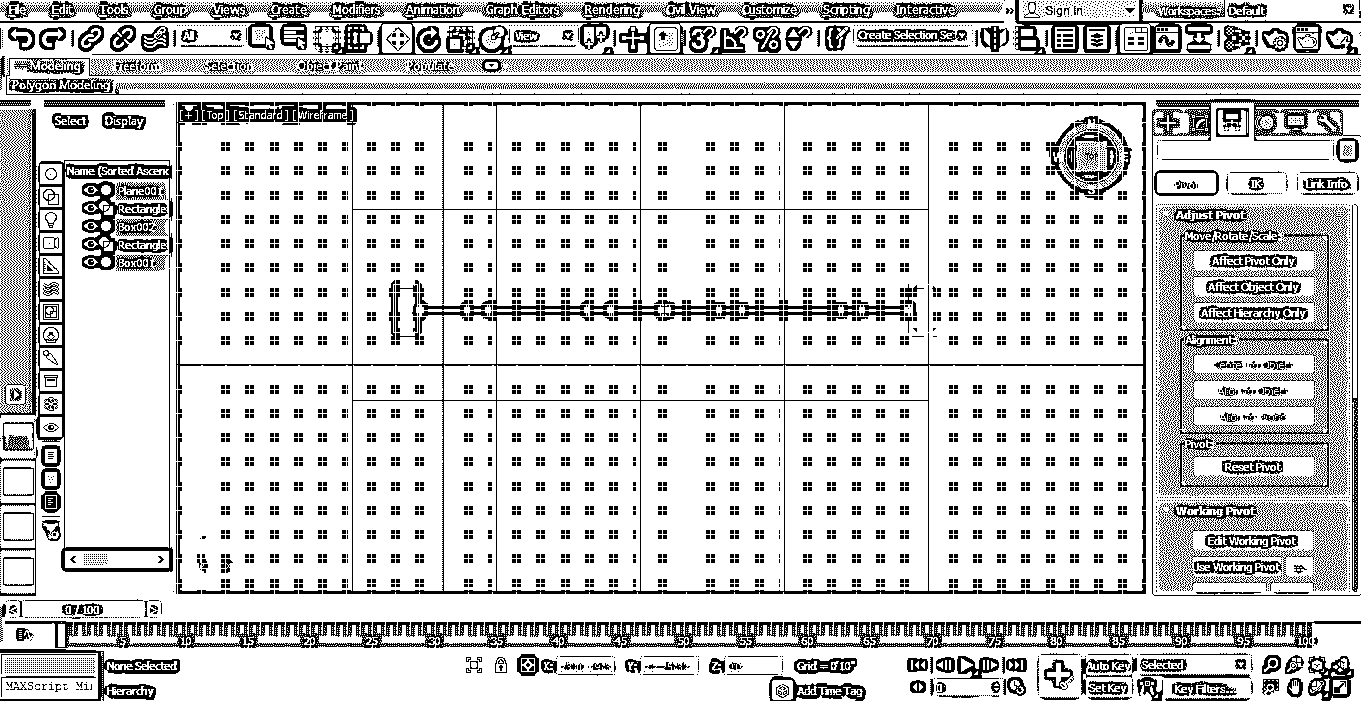 File Edit Tools Group Views Create Modifiers Animation Graph Editors Rendering Civil View Customize Scripting Interactive » Sign In Workspaces: Default
All View Create Selection Se
Modeling Freeform Selection Object Paint Populate
Polygon Modeling
Select Display
[+] [Top] [Standard] [Wireframe]
Name (Sorted Ascenc
Plane001
Rectangle
Box002
Rectangle
Box001
Pivot IK Link Info
Adjust Pivot
Move/Rotate/Scale:
Affect Pivot Only
Affect Object Only
Affect Hierarchy Only
Alignment:
Pivot:
Reset Pivot
Working Pivot
Edit Working Pivot
Use Working Pivot
0 / 100
5 10 15 20 25 30 35 40 45 50 55 60 65 70 75 80 85 90 95 100
None Selected
X: Y: Z: Grid = 0'10"
Auto Key Selected
MAXScript Mi
Hierarchy
Add Time Tag
0
Set Key Key Filters...